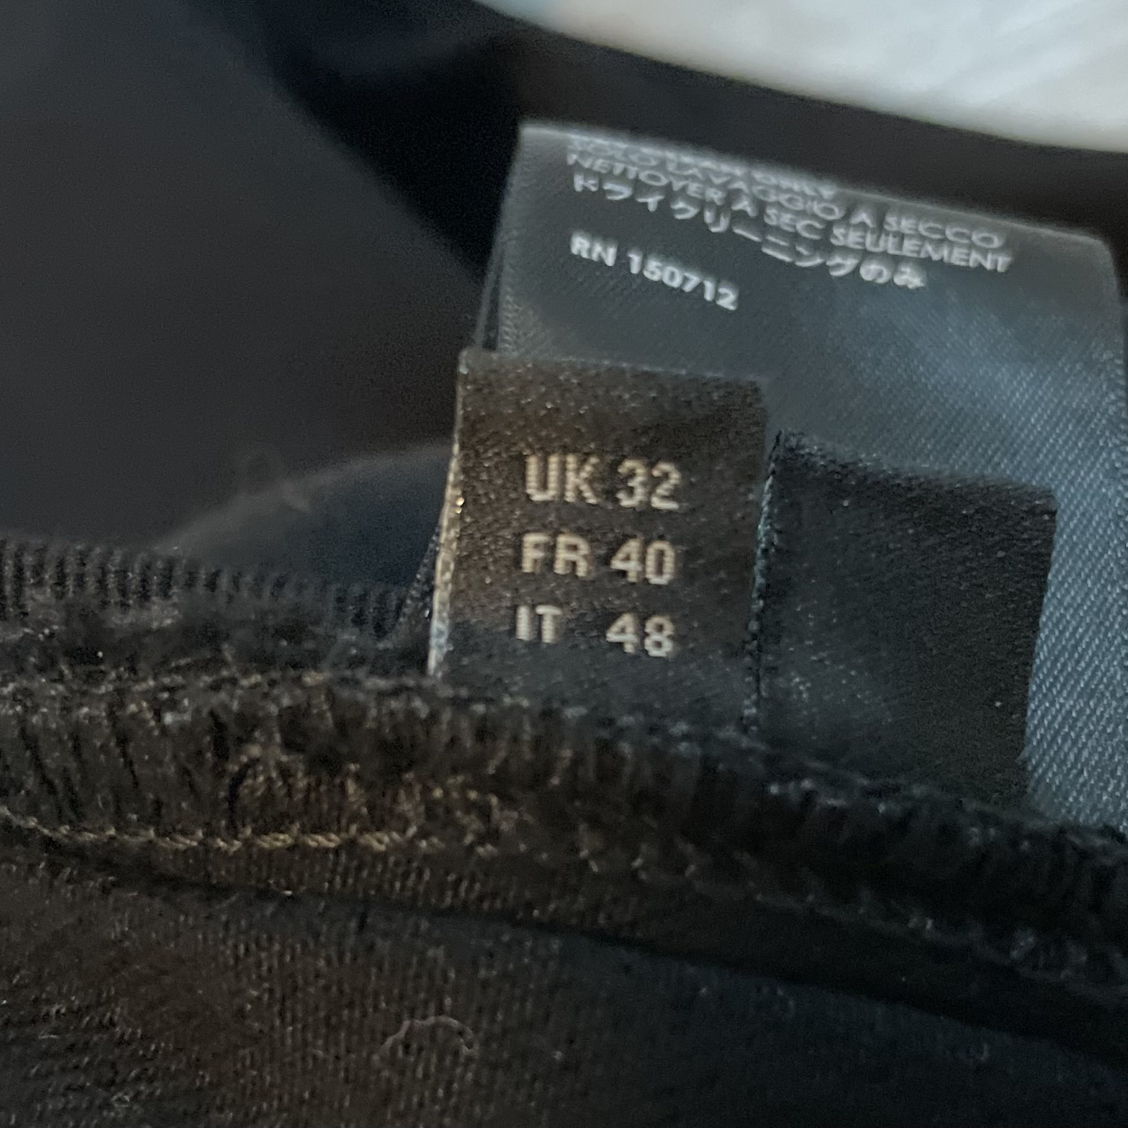 SOLO LAVAGGIO A SECCO
NETTOYER A SEC SEULEMENT
ドライクリーニングのみ
RN 150712
UK 32
FR 40
IT 48